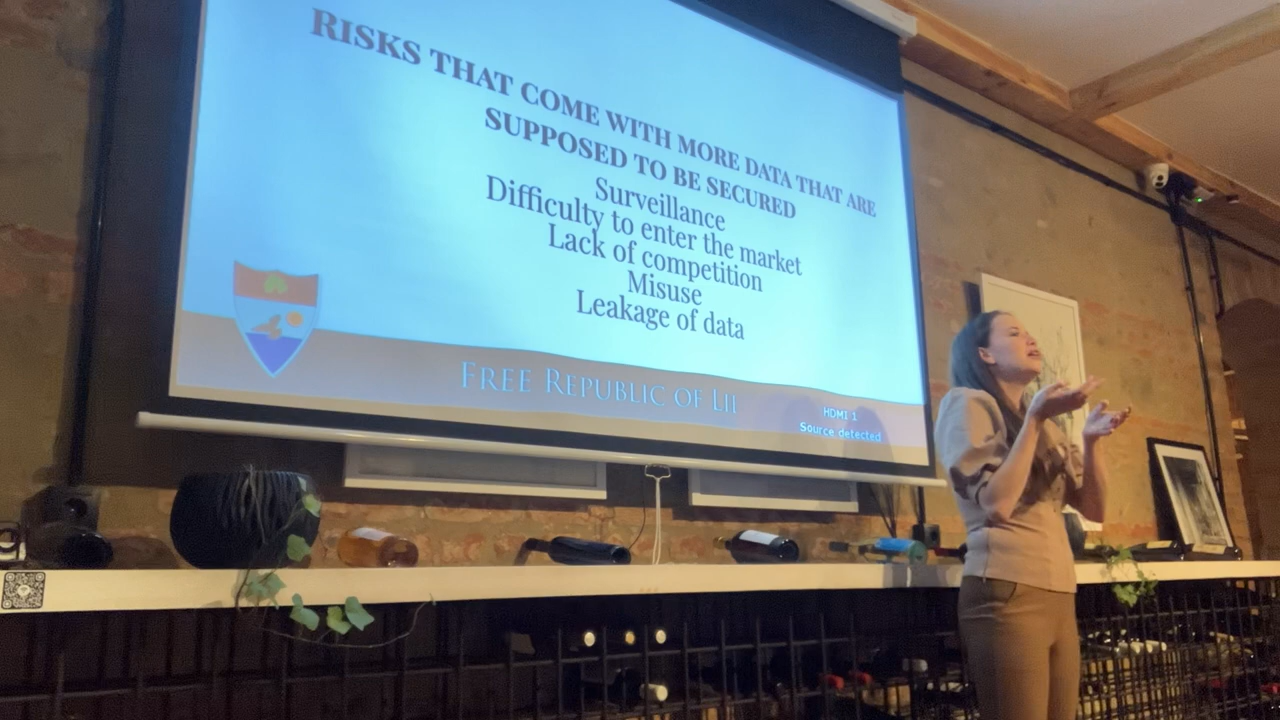 RISKS THAT COME WITH MORE DATA THAT ARE
SUPPOSED TO BE SECURED
Surveillance
Difficulty to enter the market
Lack of competition
Misuse
Leakage of data
FREE REPUBLIC OF LIL
HDMI 1
Source detected